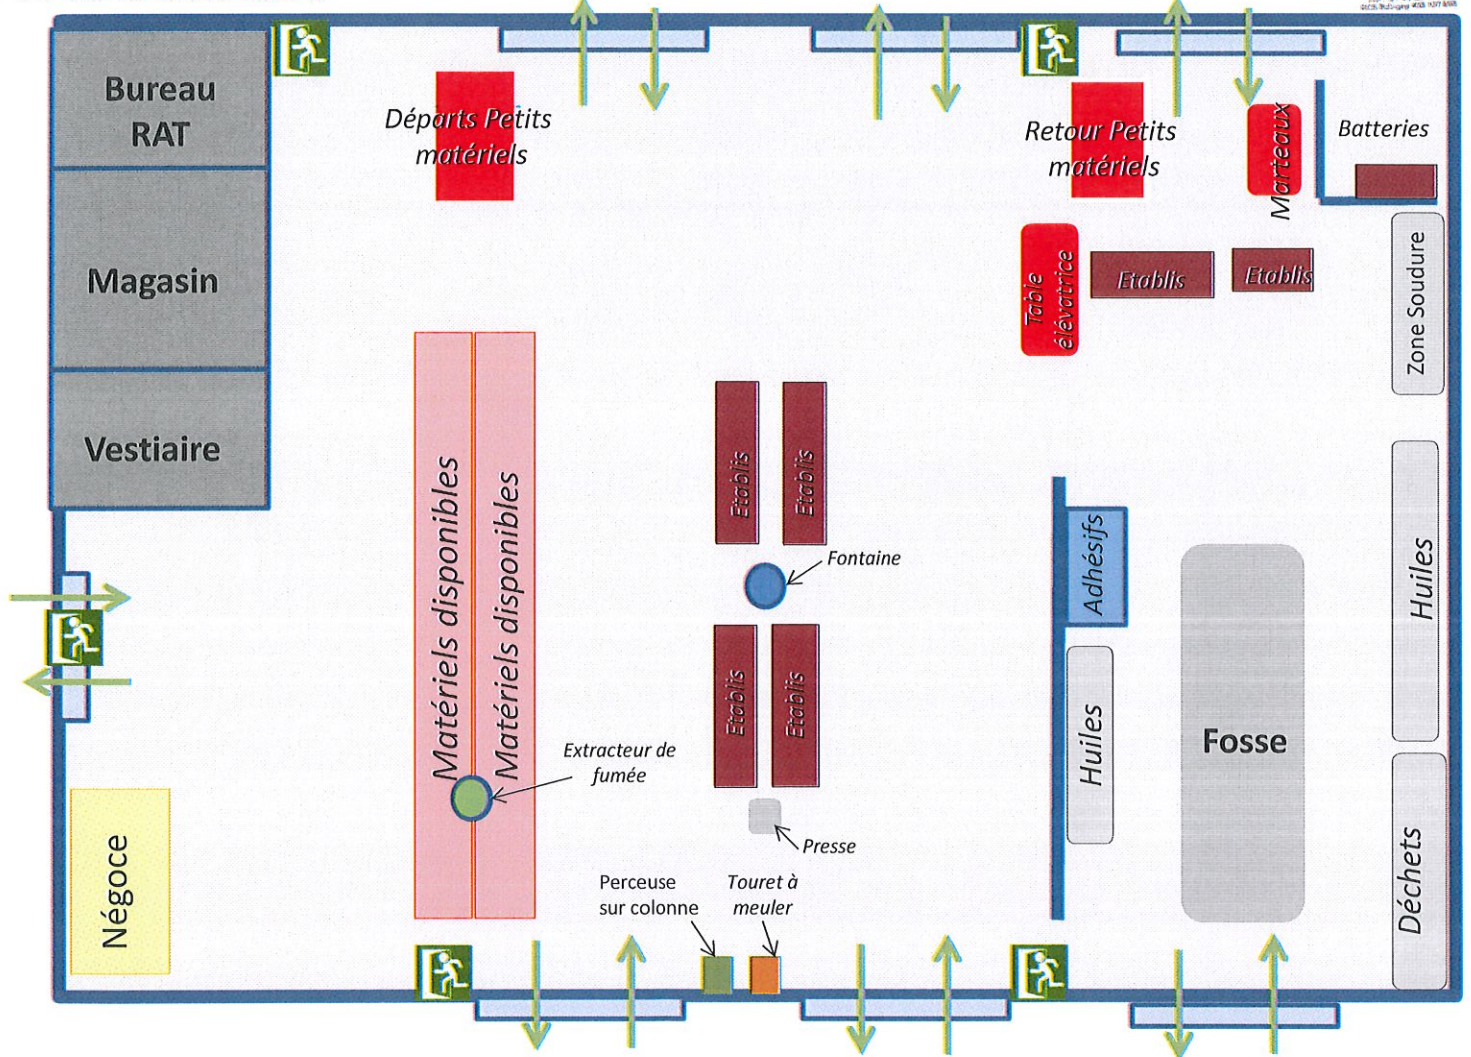 Bureau
RAT
Départs Petits
matériels
Retour Petits
matériels
Marteaux
Batteries
Magasin
Table
élévatrice
Etablis
Etablis
Zone Soudure
Vestiaire
Matériels disponibles
Matériels disponibles
Etablis
Etablis
Fontaine
Adhésifs
Huiles
Etablis
Etablis
Huiles
Fosse
Extracteur de
fumée
Presse
Négoce
Perceuse
sur colonne
Touret à
meuler
Déchets